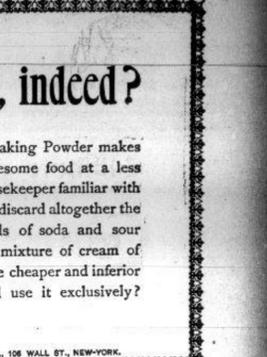 , indeed?
aking Powder makes
esome food at a less
sekeeper familiar with
discard altogether the
ls of soda and sour
mixture of cream of
e cheaper and inferior
l use it exclusively?
., 106 WALL ST., NEW-YORK.